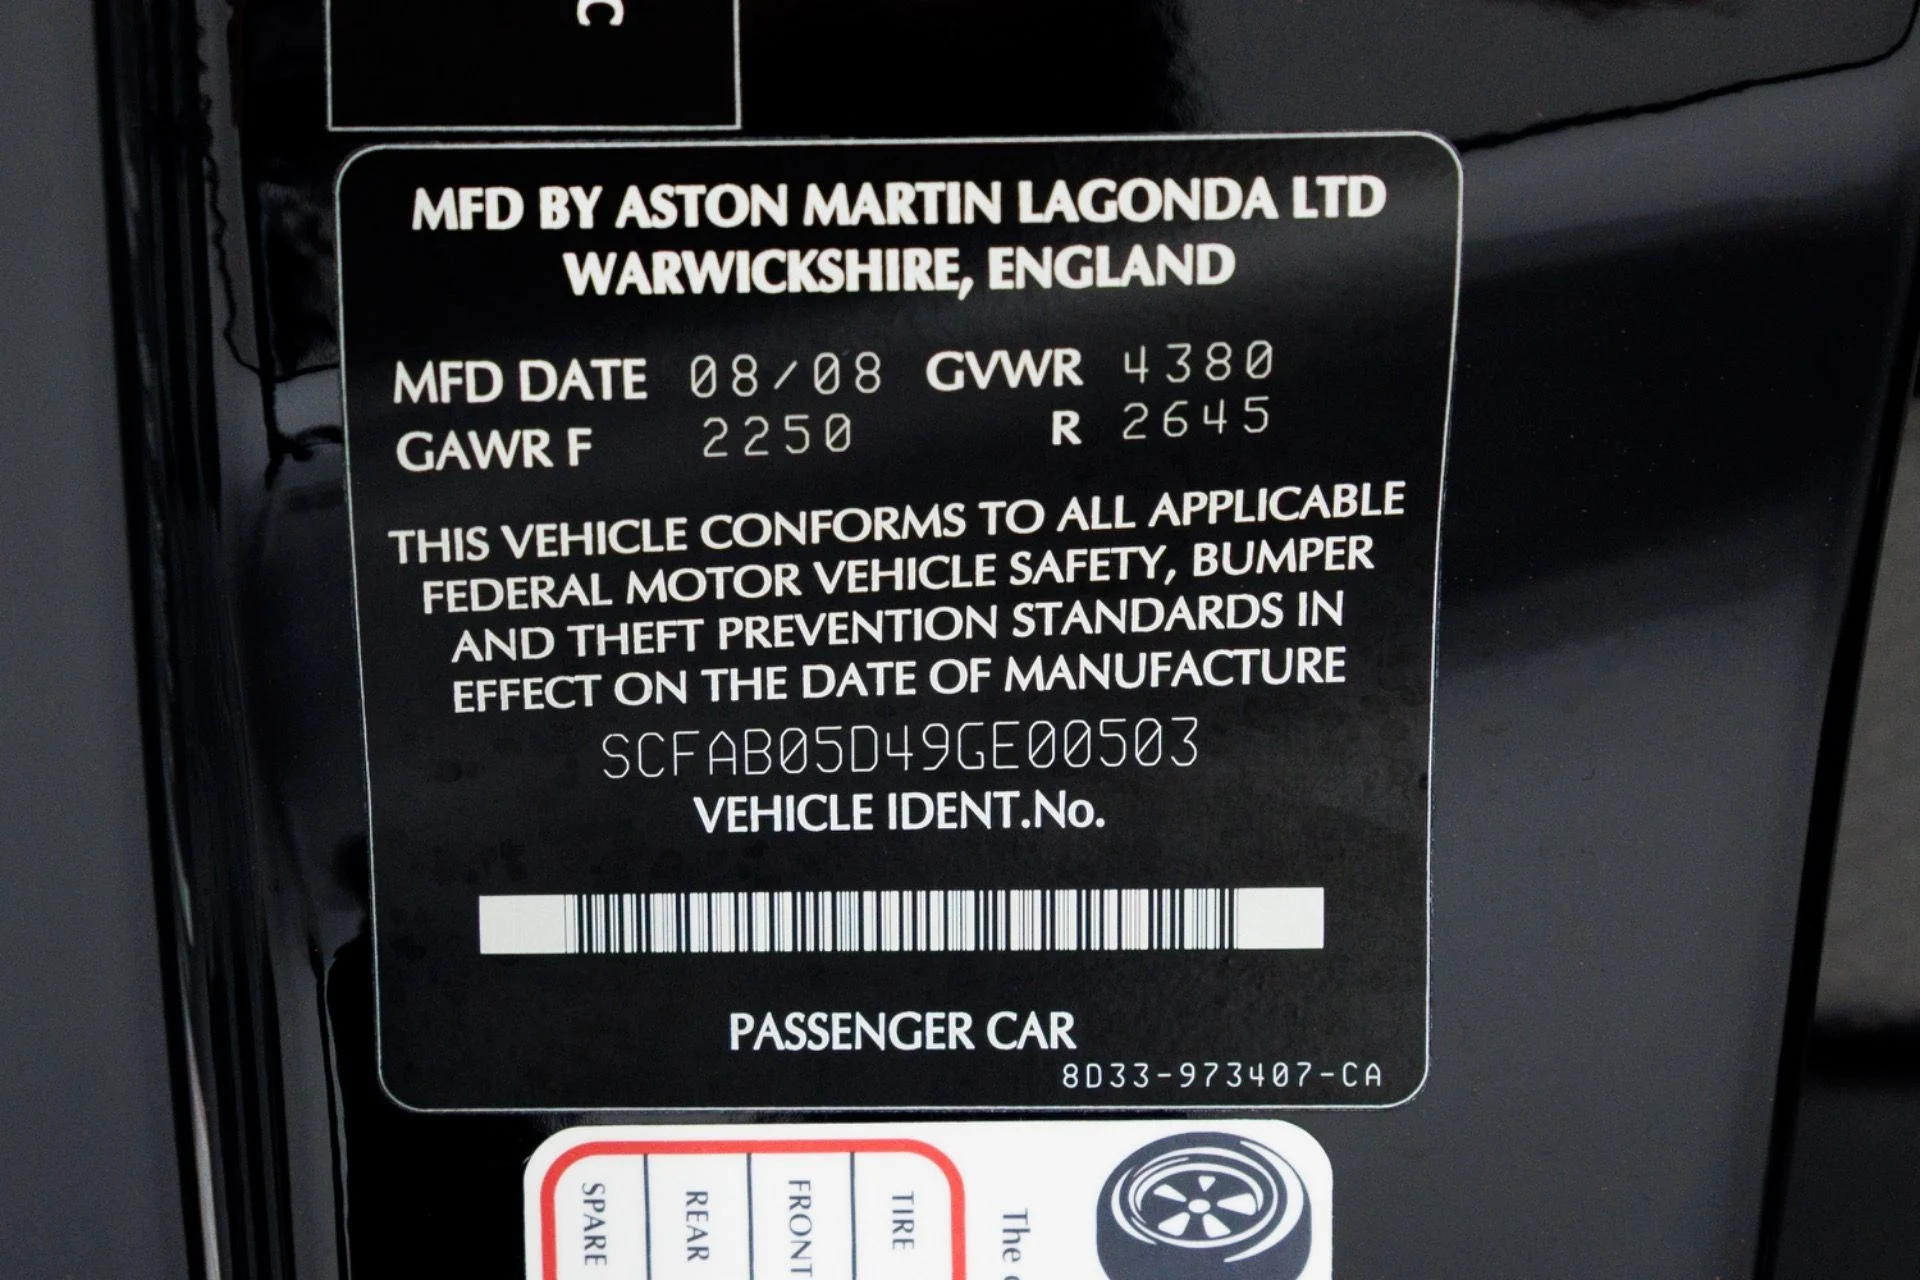 C
MFD BY ASTON MARTIN LAGONDA LTD
WARWICKSHIRE, ENGLAND
MFD DATE 08/08 GVWR 4380
GAWR F 2250 R 2645
THIS VEHICLE CONFORMS TO ALL APPLICABLE
FEDERAL MOTOR VEHICLE SAFETY, BUMPER
AND THEFT PREVENTION STANDARDS IN
EFFECT ON THE DATE OF MANUFACTURE
SCFAB05D49GE00503
VEHICLE IDENT.No.
PASSENGER CAR
8D33-973407-CA
The
TIRE
FRONT
REAR
SPARE